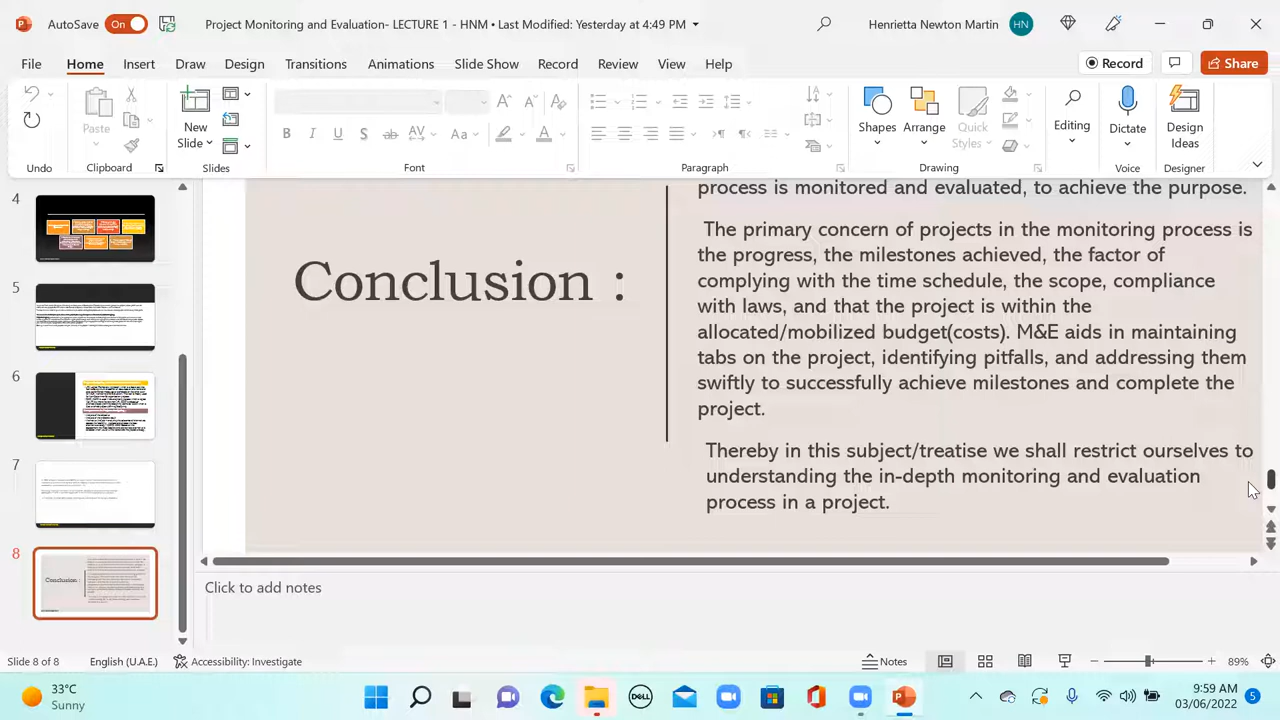 AutoSave On Project Monitoring and Evaluation- LECTURE 1 - HNM • Last Modified: Yesterday at 4:49 PM Henrietta Newton Martin HN
File Home Insert Draw Design Transitions Animations Slide Show Record Review View Help Record Share
Paste New Slide Shapes Arrange Quick Styles Editing Dictate Design Ideas
Undo Clipboard Slides Font Paragraph Drawing Voice Designer
4
5
6
7
8
Conclusion :
process is monitored and evaluated, to achieve the purpose.
The primary concern of projects in the monitoring process is
the progress, the milestones achieved, the factor of
complying with the time schedule, the scope, compliance
with laws, and that the project is within the
allocated/mobilized budget(costs). M&E aids in maintaining
tabs on the project, identifying pitfalls, and addressing them
swiftly to successfully achieve milestones and complete the
project.
Thereby in this subject/treatise we shall restrict ourselves to
understanding the in-depth monitoring and evaluation
process in a project.
Click to add notes
Slide 8 of 8 English (U.A.E.) Accessibility: Investigate Notes 89%
33°C
Sunny
DELL
9:59 AM
03/06/2022
5